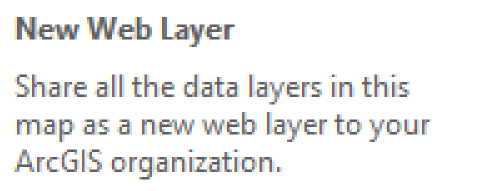 New Web Layer
Share all the data layers in this
map as a new web layer to your
ArcGIS organization.